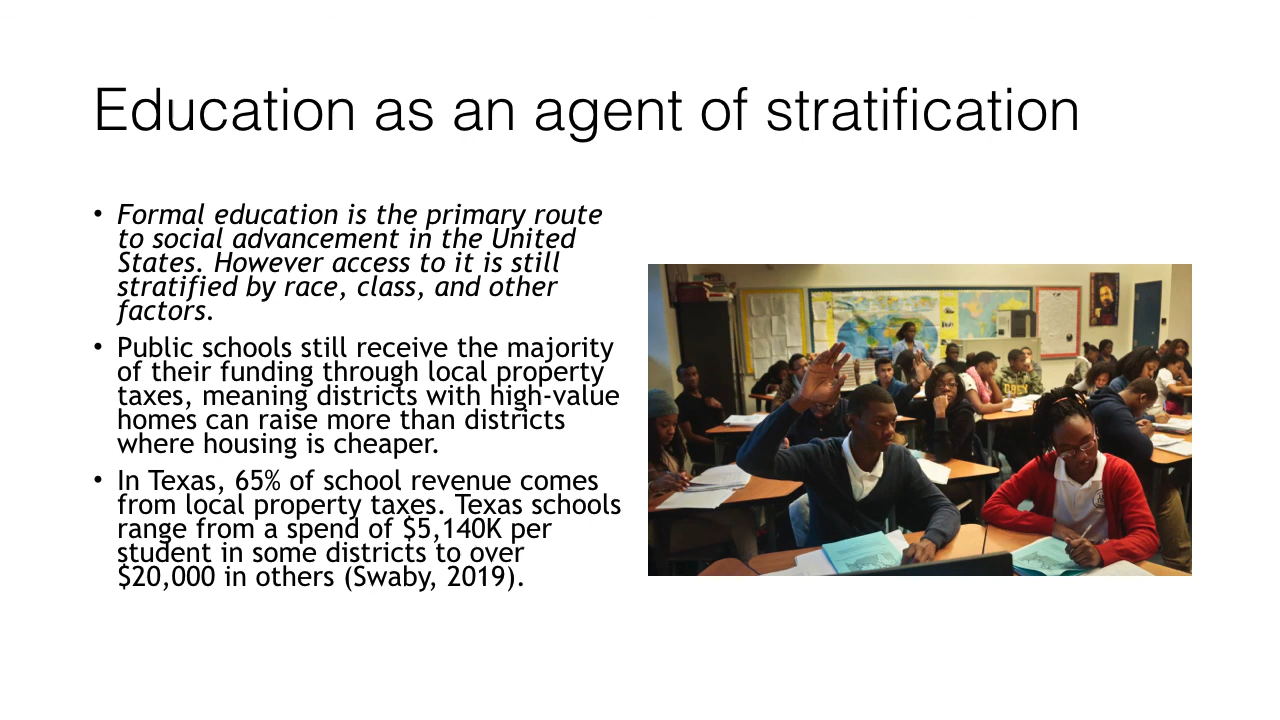 Education as an agent of stratification
• Formal education is the primary route
to social advancement in the United
States. However access to it is still
stratified by race, class, and other
factors.
• Public schools still receive the majority
of their funding through local property
taxes, meaning districts with high-value
homes can raise more than districts
where housing is cheaper.
• In Texas, 65% of school revenue comes
from local property taxes. Texas schools
range from a spend of $5,140K per
student in some districts to over
$20,000 in others (Swaby, 2019).
OBEY